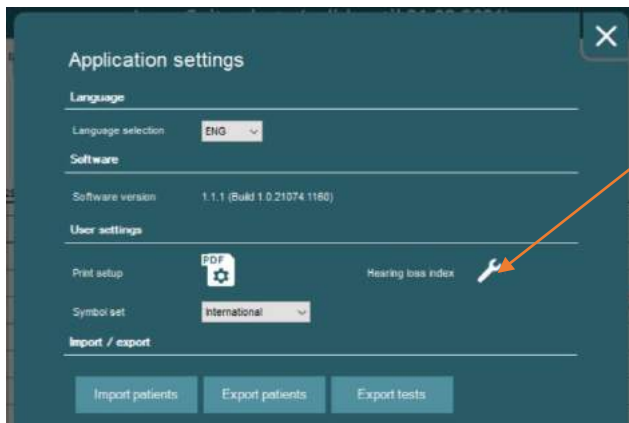 Application settings
Language
Language selection ENG
Software
Software version 1.1.1 (Build 1.0.21074.1160)
User settings
PDF
Print setup Hearing loss index
Symbol set International
Import / export
Import patients Export patients Export tests